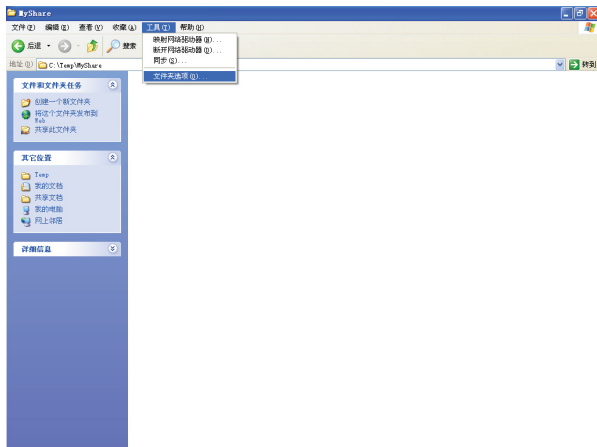 MyShare
文件(F) 编辑(E) 查看(V) 收藏(A) 工具(T) 帮助(H)
映射网络驱动器(N)...
断开网络驱动器(D)...
同步(S)...
文件夹选项(O)...
后退 搜索
地址(D) C:\Temp\MyShare 转到
文件和文件夹任务
创建一个新文件夹
将这个文件夹发布到
Web
共享此文件夹
其它位置
Temp
我的文档
共享文档
我的电脑
网上邻居
详细信息